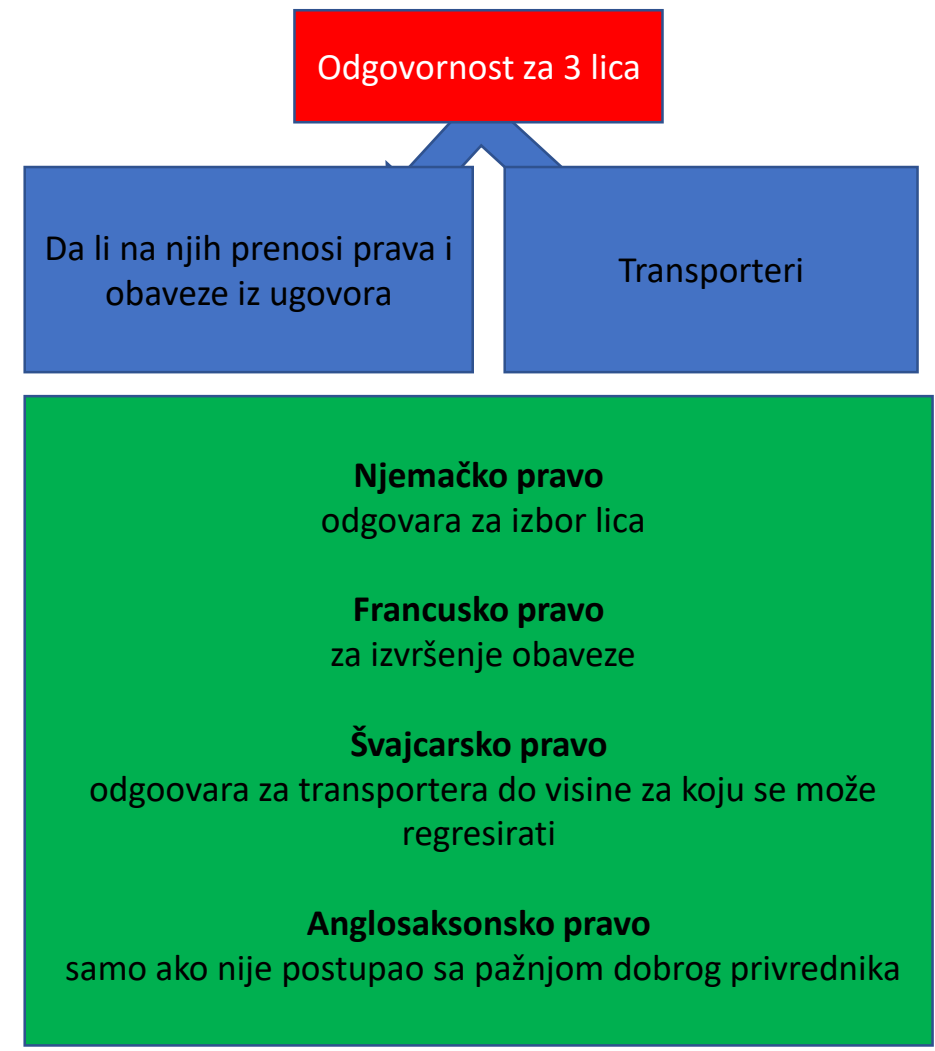 Odgovornost za 3 lica
Da li na njih prenosi prava i
obaveze iz ugovora
Transporteri
Njemačko pravo
odgovara za izbor lica
Francusko pravo
za izvršenje obaveze
Švajcarsko pravo
odgoovara za transportera do visine za koju se može
regresirati
Anglosaksonsko pravo
samo ako nije postupao sa pažnjom dobrog privrednika